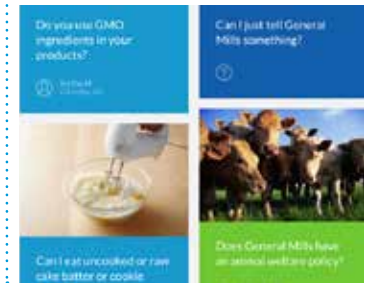 Do you use GMO
ingredients in your
products?
Can I just tell General
Mills something?
Can I eat uncooked or raw
cake batter or cookie
Does General Mills have
an animal welfare policy?